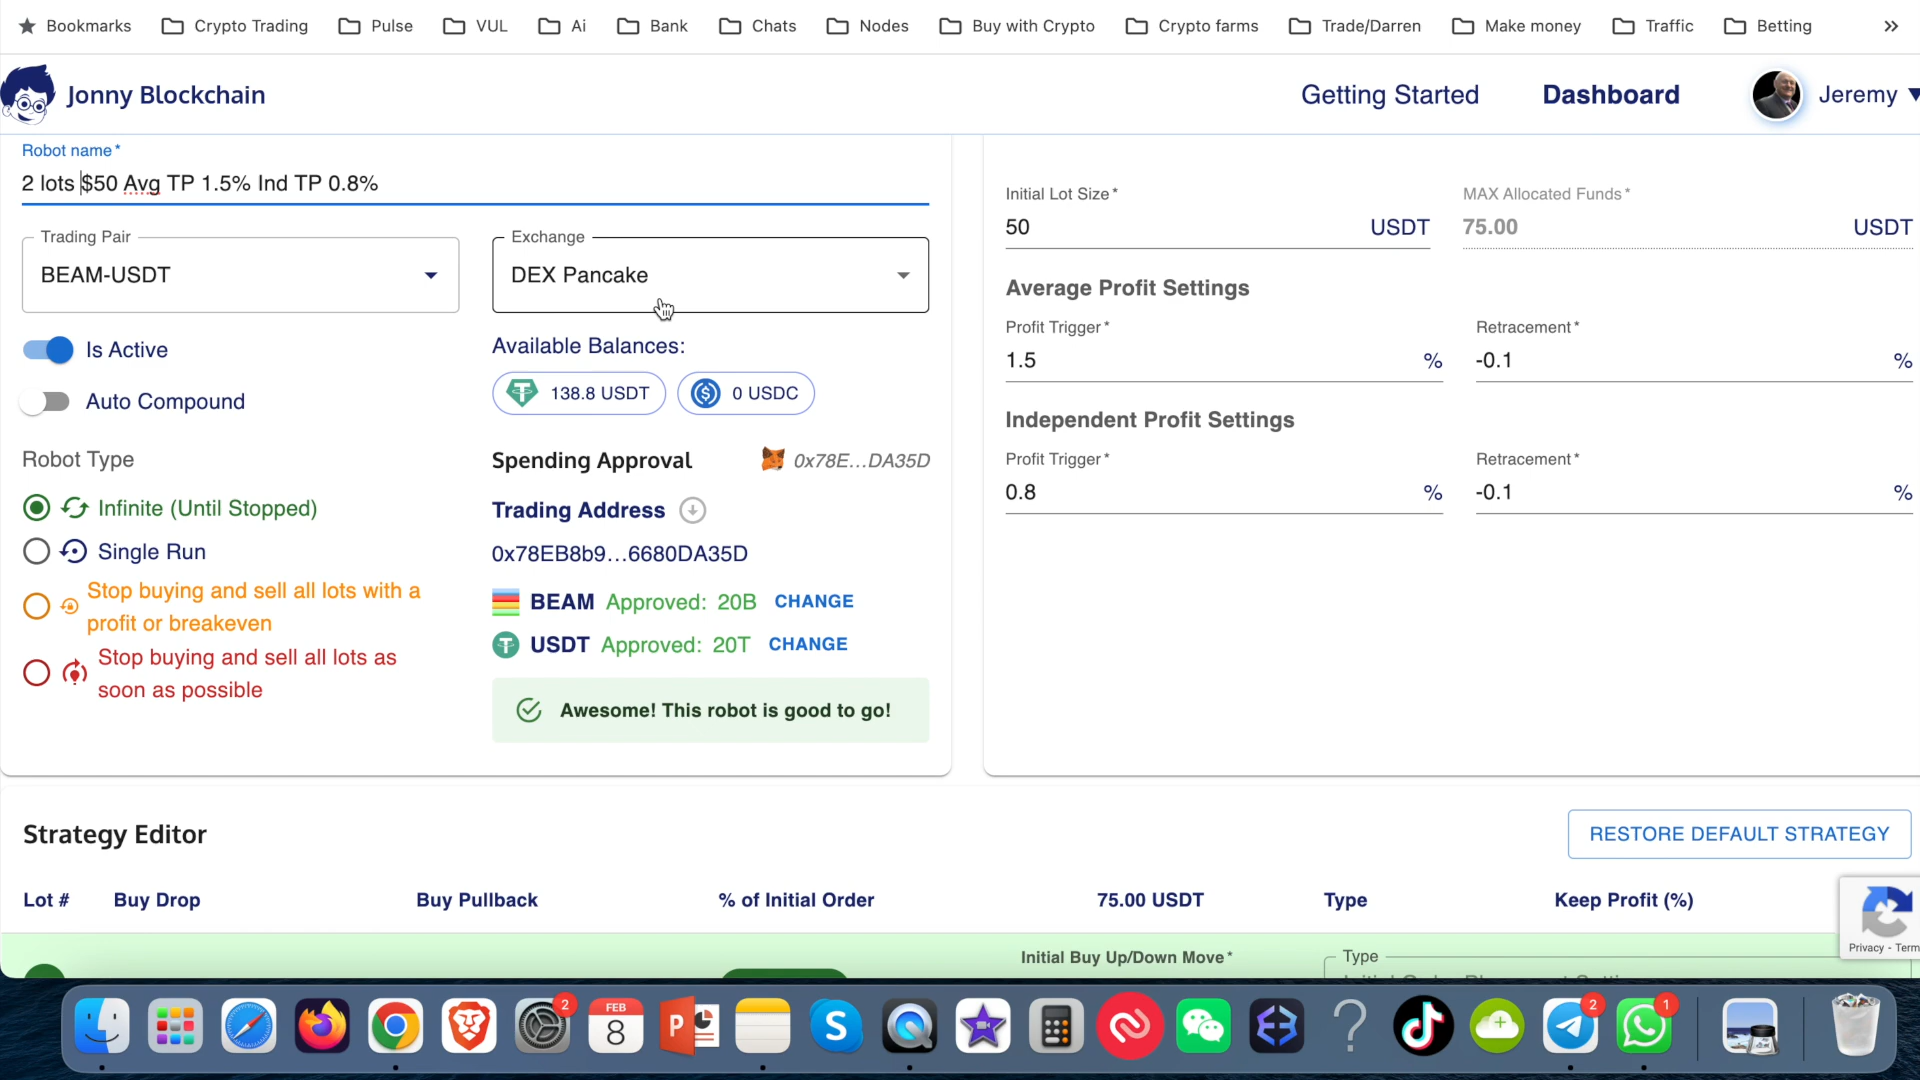 Bookmarks Crypto Trading Pulse VUL Ai Bank Chats Nodes Buy with Crypto Crypto farms Trade/Darren Make money Traffic Betting »
Jonny Blockchain Getting Started Dashboard Jeremy
Robot name*
2 lots $50 Avg TP 1.5% Ind TP 0.8%
Trading Pair
BEAM-USDT
Exchange
DEX Pancake
Is Active
Auto Compound
Available Balances:
138.8 USDT 0 USDC
Robot Type
Infinite (Until Stopped)
Single Run
Stop buying and sell all lots with a
profit or breakeven
Stop buying and sell all lots as
soon as possible
Spending Approval 0x78E...DA35D
Trading Address
0x78EB8b9...6680DA35D
BEAM Approved: 20B CHANGE
USDT Approved: 20T CHANGE
Awesome! This robot is good to go!
Initial Lot Size* MAX Allocated Funds*
50 USDT 75.00 USDT
Average Profit Settings
Profit Trigger* Retracement*
1.5 % -0.1 %
Independent Profit Settings
Profit Trigger* Retracement*
0.8 % -0.1 %
Strategy Editor RESTORE DEFAULT STRATEGY
Lot # Buy Drop Buy Pullback % of Initial Order 75.00 USDT Type Keep Profit (%)
Initial Buy Up/Down Move* Type
Privacy - Term
2 FEB 8 P S ? 2 1